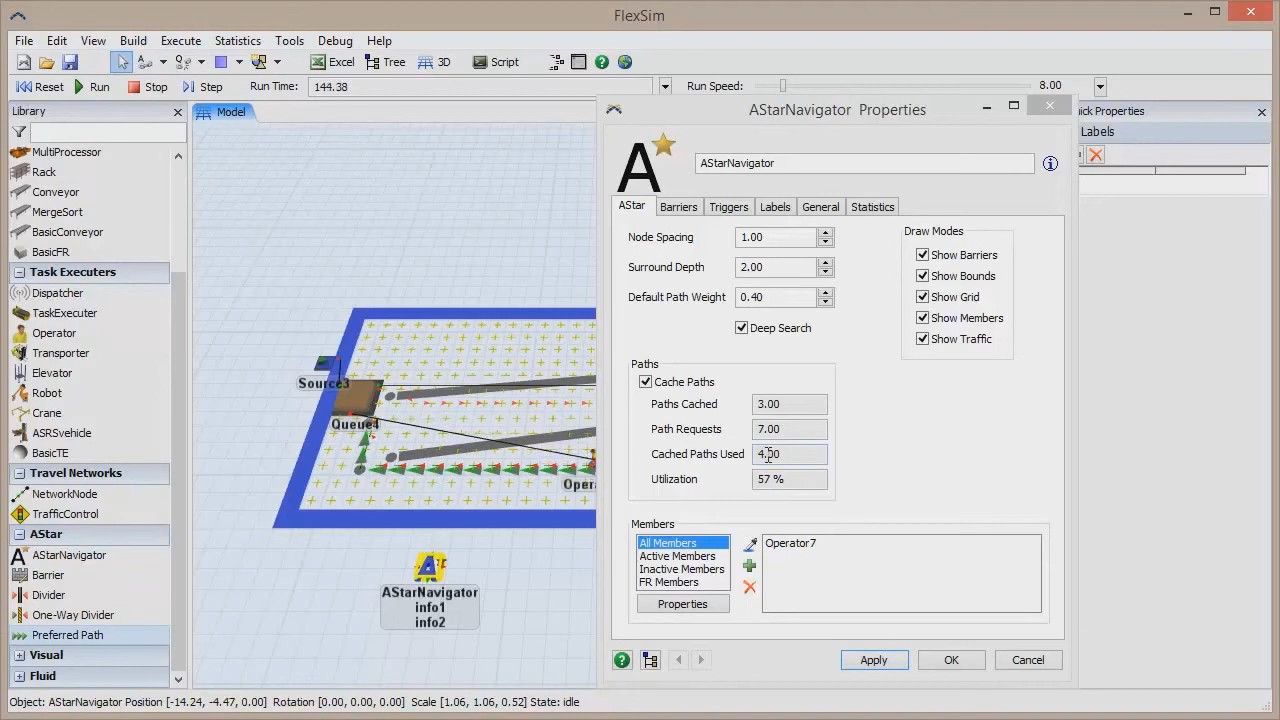 FlexSim
File Edit View Build Execute Statistics Tools Debug Help
Excel Tree 3D Script
Reset Run Stop Step Run Time: 144.38 Run Speed: 8.00
Library
Model
MultiProcessor
Rack
Conveyor
MergeSort
BasicConveyor
BasicFR
Task Executers
Dispatcher
TaskExecuter
Operator
Transporter
Elevator
Robot
Crane
ASRSvehicle
BasicTE
Travel Networks
NetworkNode
TrafficControl
AStar
AStarNavigator
Barrier
Divider
One-Way Divider
Preferred Path
Visual
Fluid
Source3
Queue4
Oper
AStarNavigator
info1
info2
AStarNavigator Properties
A
AStarNavigator
AStar Barriers Triggers Labels General Statistics
Node Spacing 1.00
Surround Depth 2.00
Default Path Weight 0.40
Deep Search
Draw Modes
Show Barriers
Show Bounds
Show Grid
Show Members
Show Traffic
Paths
Cache Paths
Paths Cached 3.00
Path Requests 7.00
Cached Paths Used
Utilization 57 %
Members
All Members
Active Members
Inactive Members
FR Members
Properties
Operator7
Apply OK Cancel
uick Properties
Labels
Object: AStarNavigator Position [-14.24, -4.47, 0.00] Rotation [0.00, 0.00, 0.00] Scale [1.06, 1.06, 0.52] State: idle